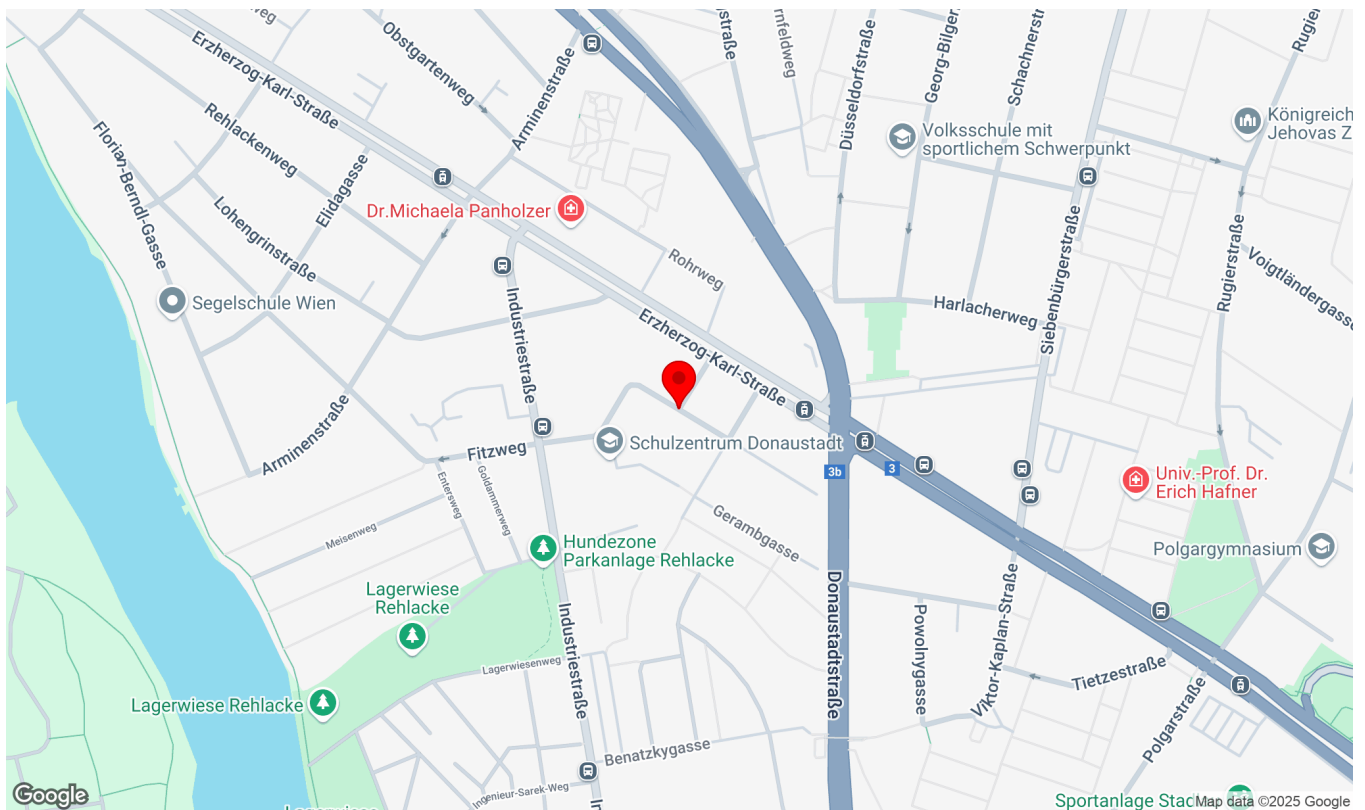 Erzherzog-Karl-Straße
Obstgartenweg
Arminenstraße
Rehlackenweg
Florian-Berndl-Gasse
Elidagasse
Lohengrinstraße
Dr.Michaela Panholzer
Segelschule Wien
Industriestraße
Rohrweg
Erzherzog-Karl-Straße
Düsseldorfstraße
Georg-Bilger
Schachnerst
Rugier
Volksschule mit
sportlichem Schwerpunkt
Königreich
Jehovas Z
Siebenbürgerstraße
Rugierstraße
Voigtländergasse
Harlacherweg
Arminenstraße
Fitzweg
Schulzentrum Donaustadt
3b
3
Univ.-Prof. Dr.
Erich Hafner
Polgargymnasium
Entersweg
Goldammerweg
Meisenweg
Gerambgasse
Hundezone
Parkanlage Rehlacke
Lagerwiese
Rehlacke
Lagerwiese Rehlacke
Lagerwiesenweg
Industriestraße
Donaustadtstraße
Powolnygasse
Viktor-Kaplan-Straße
Tietzestraße
Polgarstraße
Benatzkygasse
Ingenieur-Sarek-Weg
Sportanlage Stad
Google
Map data ©2025 Google